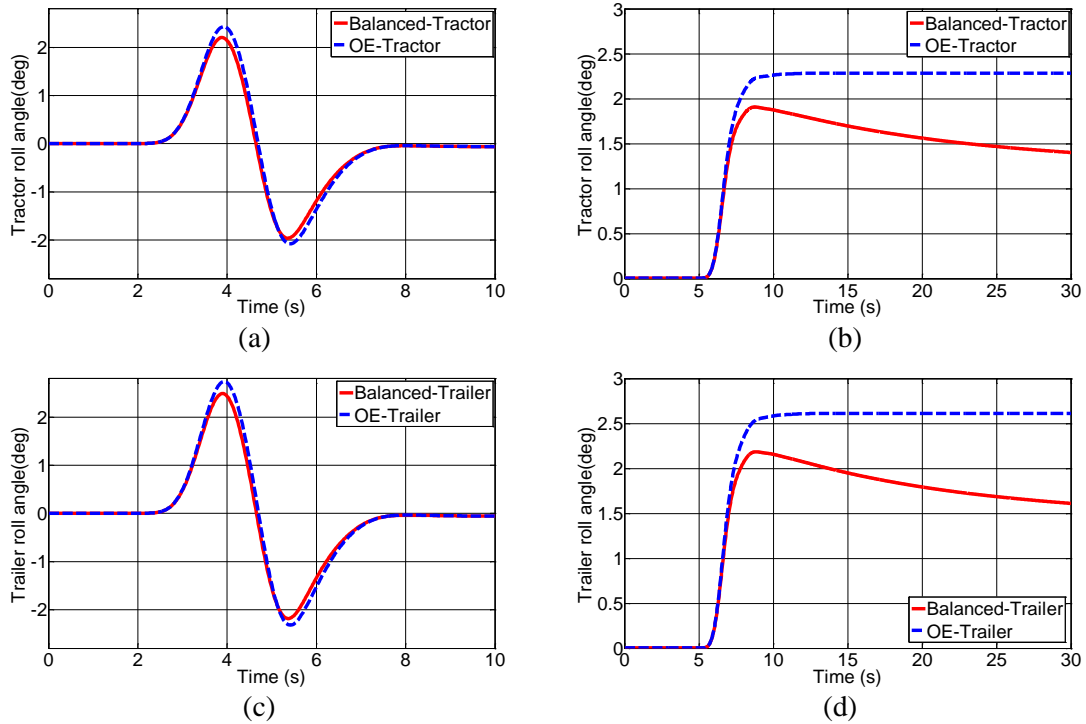 Balanced-Tractor
OE-Tractor
Tractor roll angle(deg)
2
1
0
-1
-2
0 2 4 6 8 10
Time (s)
(a)
Balanced-Tractor
OE-Tractor
Tractor roll angle(deg)
3
2.5
2
1.5
1
0.5
0
0 5 10 15 20 25 30
Time (s)
(b)
Balanced-Trailer
OE-Trailer
Trailer roll angle(deg)
2
1
0
-1
-2
0 2 4 6 8 10
Time (s)
(c)
Balanced-Trailer
OE-Trailer
Trailer roll angle(deg)
3
2.5
2
1.5
1
0.5
0
0 5 10 15 20 25 30
Time (s)
(d)